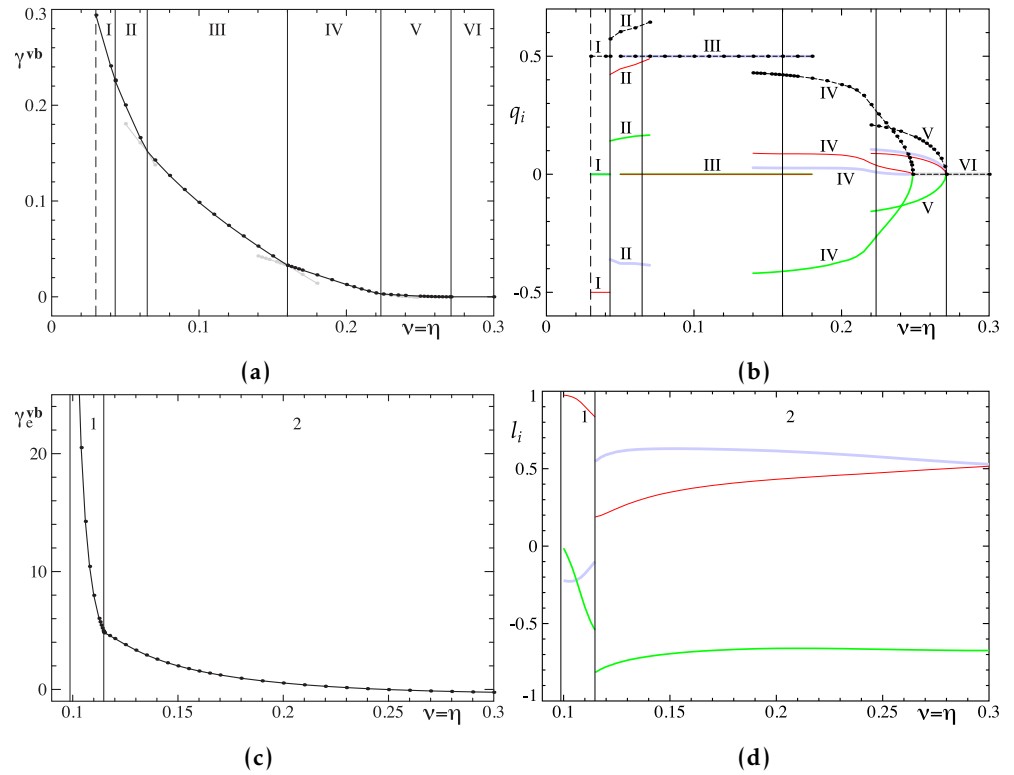 0.3
I
II
III
IV
V
VI
γ^vb
0.2
0.1
0
0
0.1
0.2
ν=η
0.3
(a)
II
0.5
I
III
II
IV
q_i
II
V
IV
VI
0
I
III
IV
V
IV
II
-0.5
I
0
0.1
0.2
ν=η
0.3
(b)
γ_e^vb
1
2
20
10
0
0.1
0.15
0.2
0.25
ν=η
0.3
(c)
1
l_i
1
2
0.5
0
-0.5
-1
0.1
0.15
0.2
0.25
ν=η
0.3
(d)